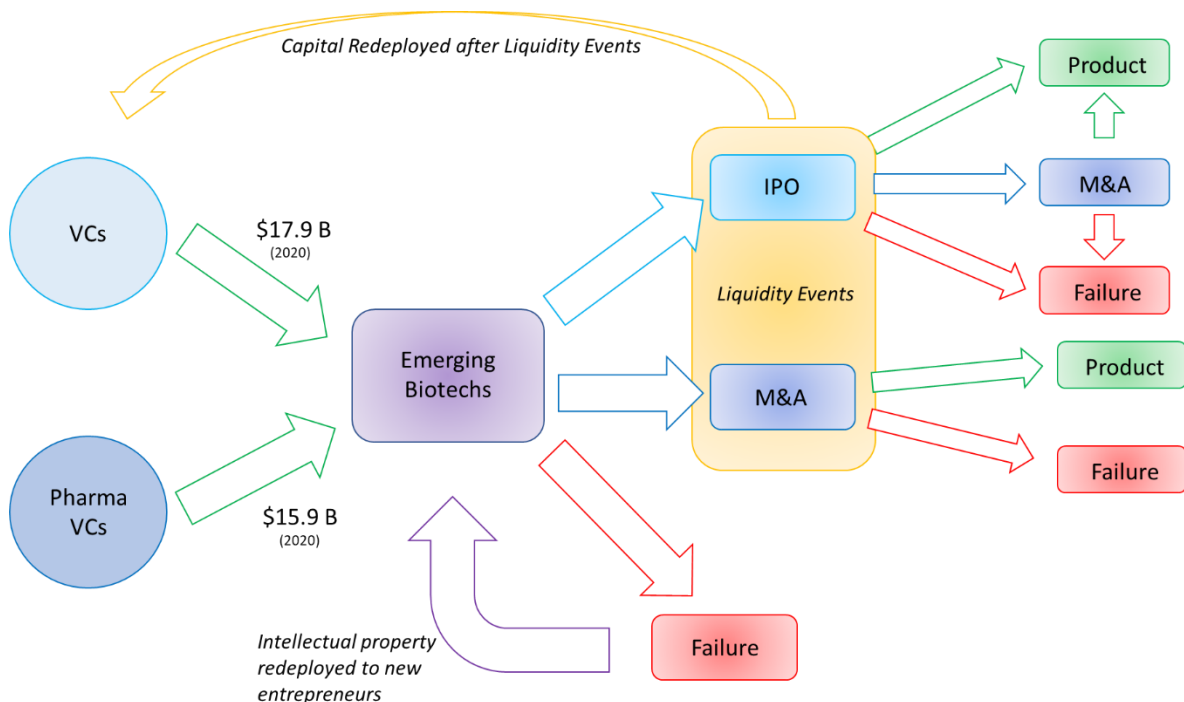 Capital Redeployed after Liquidity Events
Product
VCs
$17.9 B
(2020)
IPO
M&A
Liquidity Events
Failure
Emerging
Biotechs
M&A
Product
Failure
Pharma
VCs
$15.9 B
(2020)
Intellectual property
redeployed to new
entrepreneurs
Failure